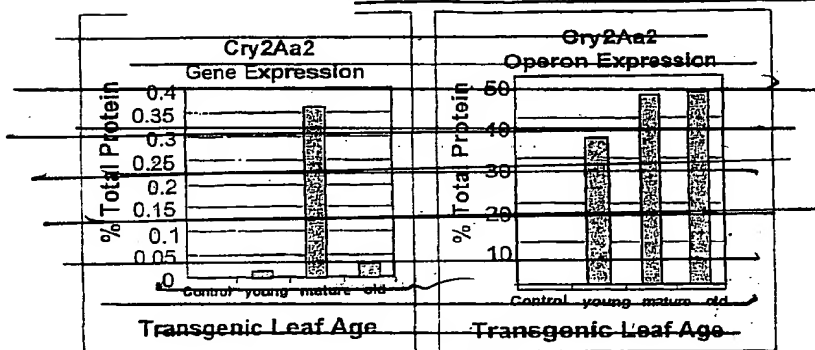 Cry2Aa2
Gene Expression
% Total Protein
0.4
0.35
0.3
0.25
0.2
0.15
0.1
0.05
0
Control young mature old
Transgenic Leaf Age
Cry2Aa2
Operon Expression
% Total Protein
50
40
30
20
10
Control young mature old
Transgenic Leaf Age